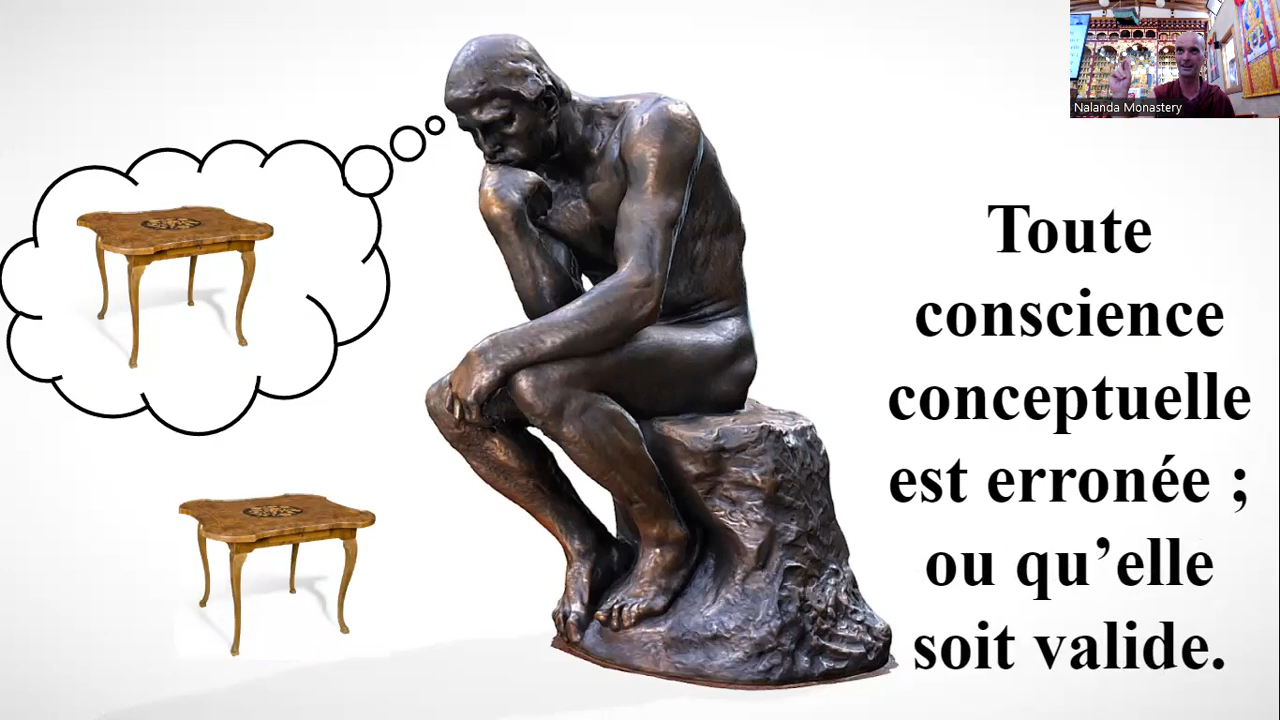 Nalanda Monastery
Toute
conscience
conceptuelle
est erronée ;
ou qu’elle
soit valide.